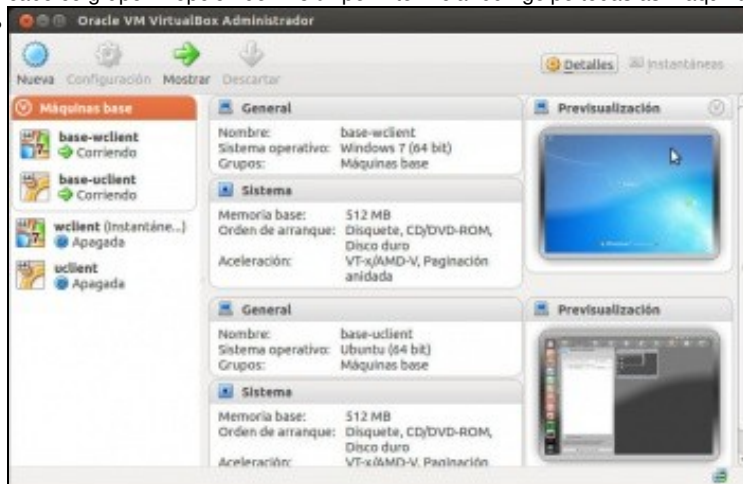 Oracle VM VirtualBox Administrador
Nueva Configuración Mostrar Descartar
Detalles Instantáneas
Máquinas base
base-wclient
Corriendo
base-uclient
Corriendo
wclient (Instantáne...)
Apagada
uclient
Apagada
General
Nombre: base-wclient
Sistema operativo: Windows 7 (64 bit)
Grupos: Máquinas base
Sistema
Memoria base: 512 MB
Orden de arranque: Disquete, CD/DVD-ROM,
Disco duro
Aceleración: VT-x/AMD-V, Paginación
anidada
Previsualización
General
Nombre: base-uclient
Sistema operativo: Ubuntu (64 bit)
Grupos: Máquinas base
Sistema
Memoria base: 512 MB
Orden de arranque: Disquete, CD/DVD-ROM,
Disco duro
Aceleración: VT-x/AMD-V, Paginación
Previsualización